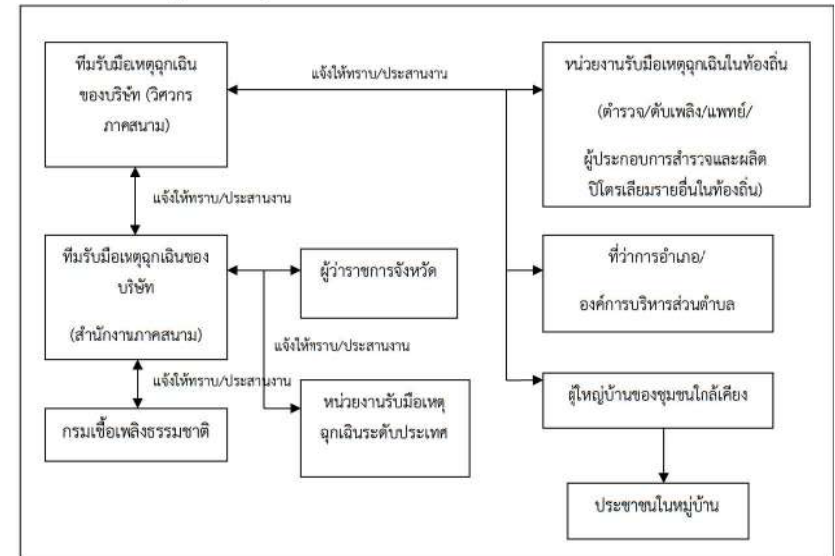 ทีมรับมือเหตุฉุกเฉิน
ของบริษัท (วิศวกร
ภาคสนาม)
แจ้งให้ทราบ/ประสานงาน
หน่วยงานรับมือเหตุฉุกเฉินในท้องถิ่น
(ตำรวจ/ดับเพลิง/แพทย์/
ผู้ประกอบการสำรวจและผลิต
ปิโตรเลียมรายอื่นในท้องถิ่น)
แจ้งให้ทราบ/ประสานงาน
ทีมรับมือเหตุฉุกเฉินของ
บริษัท
(สำนักงานภาคสนาม)
ผู้ว่าราชการจังหวัด
ที่ว่าการอำเภอ/
องค์การบริหารส่วนตำบล
แจ้งให้ทราบ/ประสานงาน
แจ้งให้ทราบ/ประสานงาน
กรมเชื้อเพลิงธรรมชาติ
หน่วยงานรับมือเหตุ
ฉุกเฉินระดับประเทศ
ผู้ใหญ่บ้านของชุมชนใกล้เคียง
ประชาชนในหมู่บ้าน